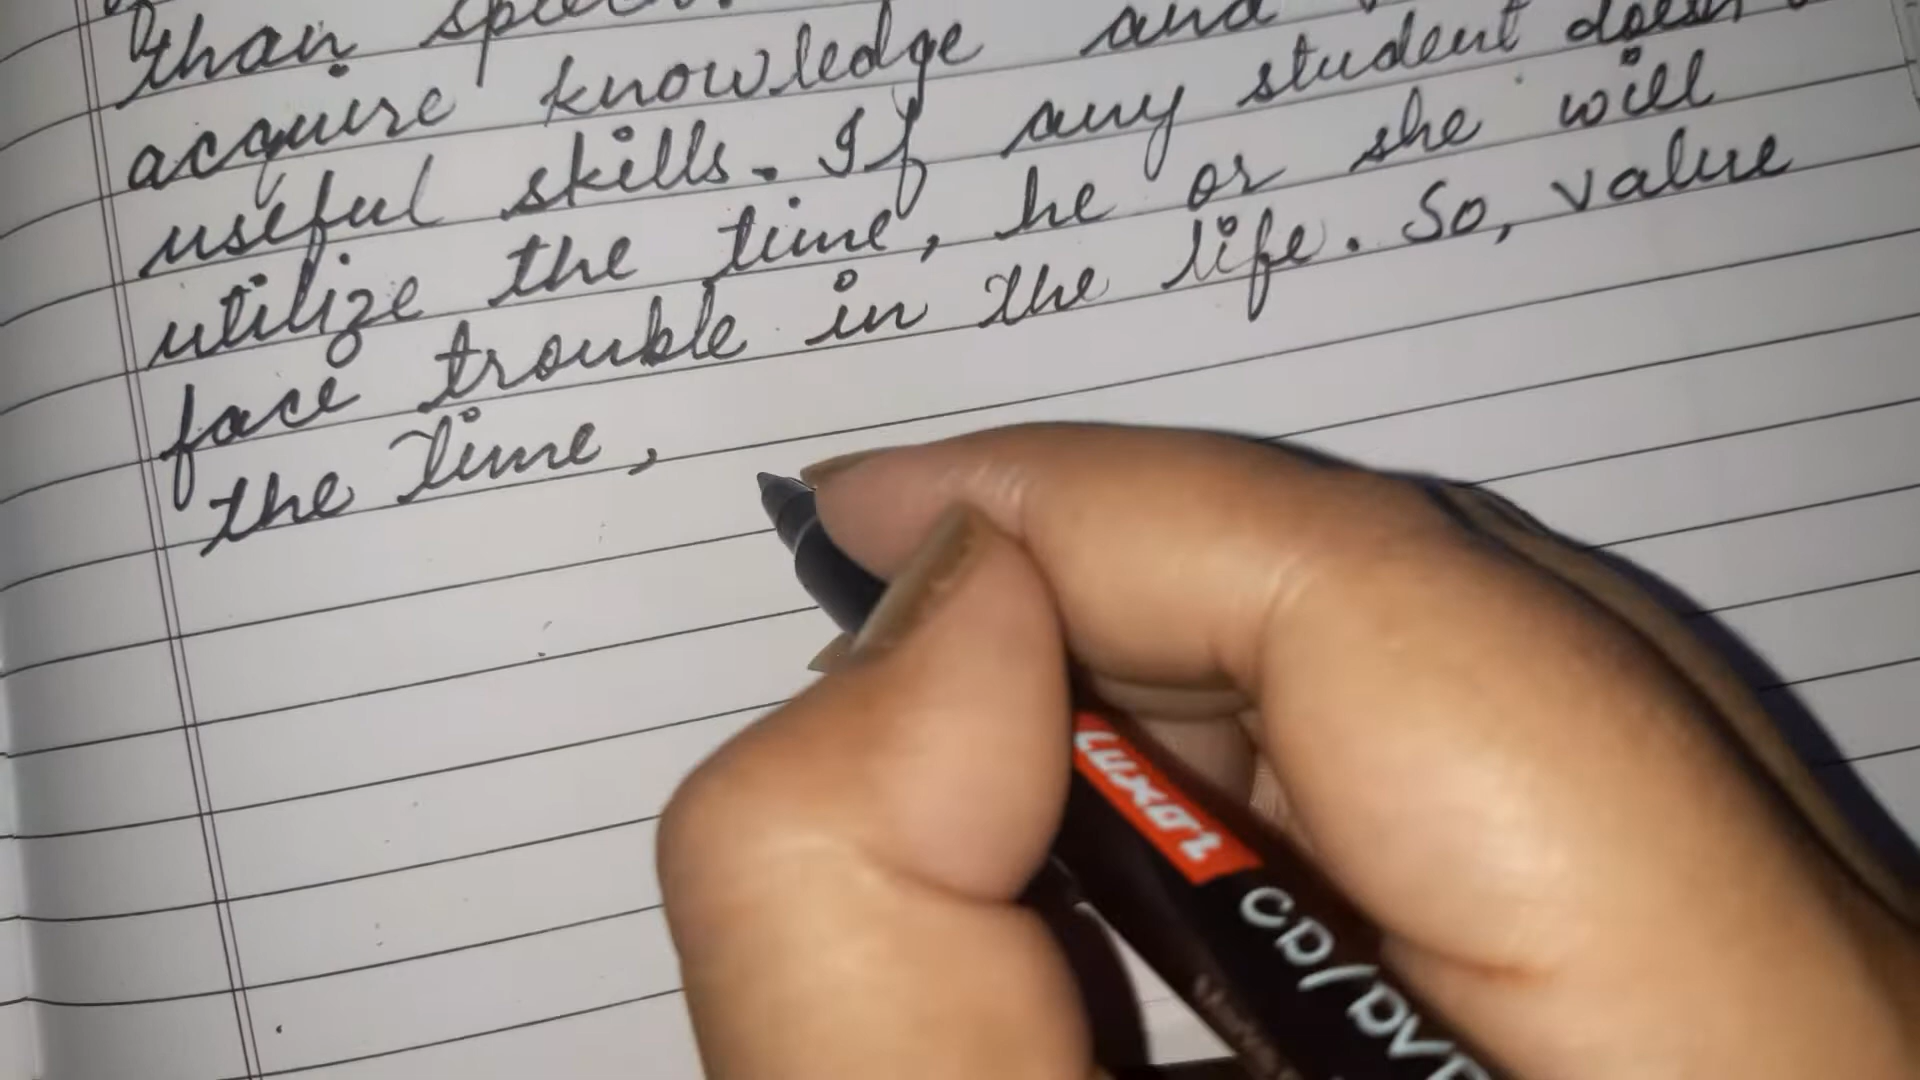 than
acquire knowledge and
useful skills. If any student doesn
utilize the time, he or she will
face trouble in the life. So, value
the time,
Luxor
CD/DVD